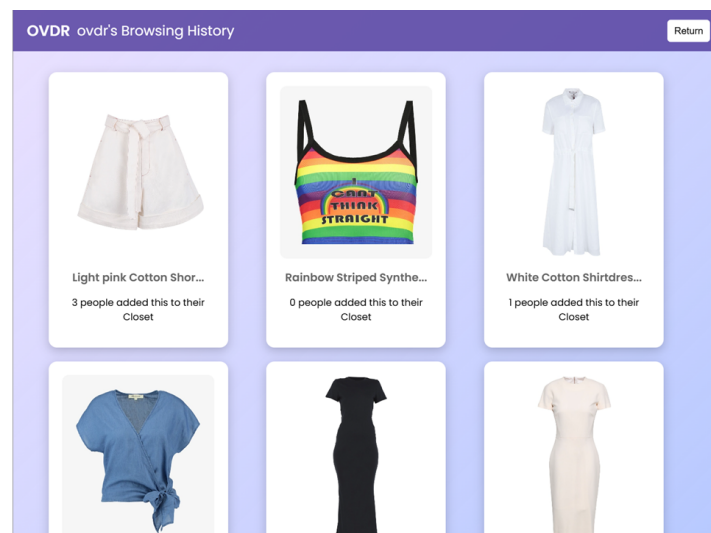 OVDR ovdr's Browsing History
Return
I
CAN'T
THINK
STRAIGHT
Light pink Cotton Shor...
3 people added this to their
Closet
Rainbow Striped Synthe...
0 people added this to their
Closet
White Cotton Shirtdres...
1 people added this to their
Closet